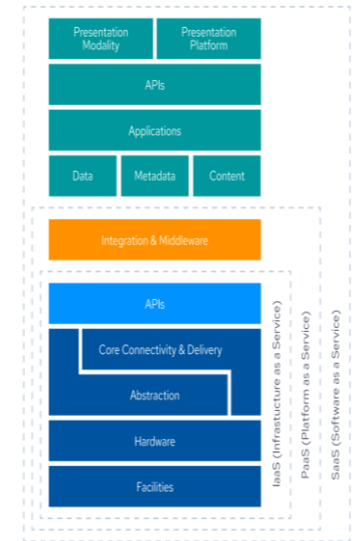 Presentation
Modality
Presentation
Platform
APIs
Applications
Data
Metadata
Content
Integration & Middleware
APIs
Core Connectivity & Delivery
Abstraction
Hardware
Facilities
IaaS (Infrastucture as a Service)
PaaS (Platform as a Service)
SaaS (Software as a Service)